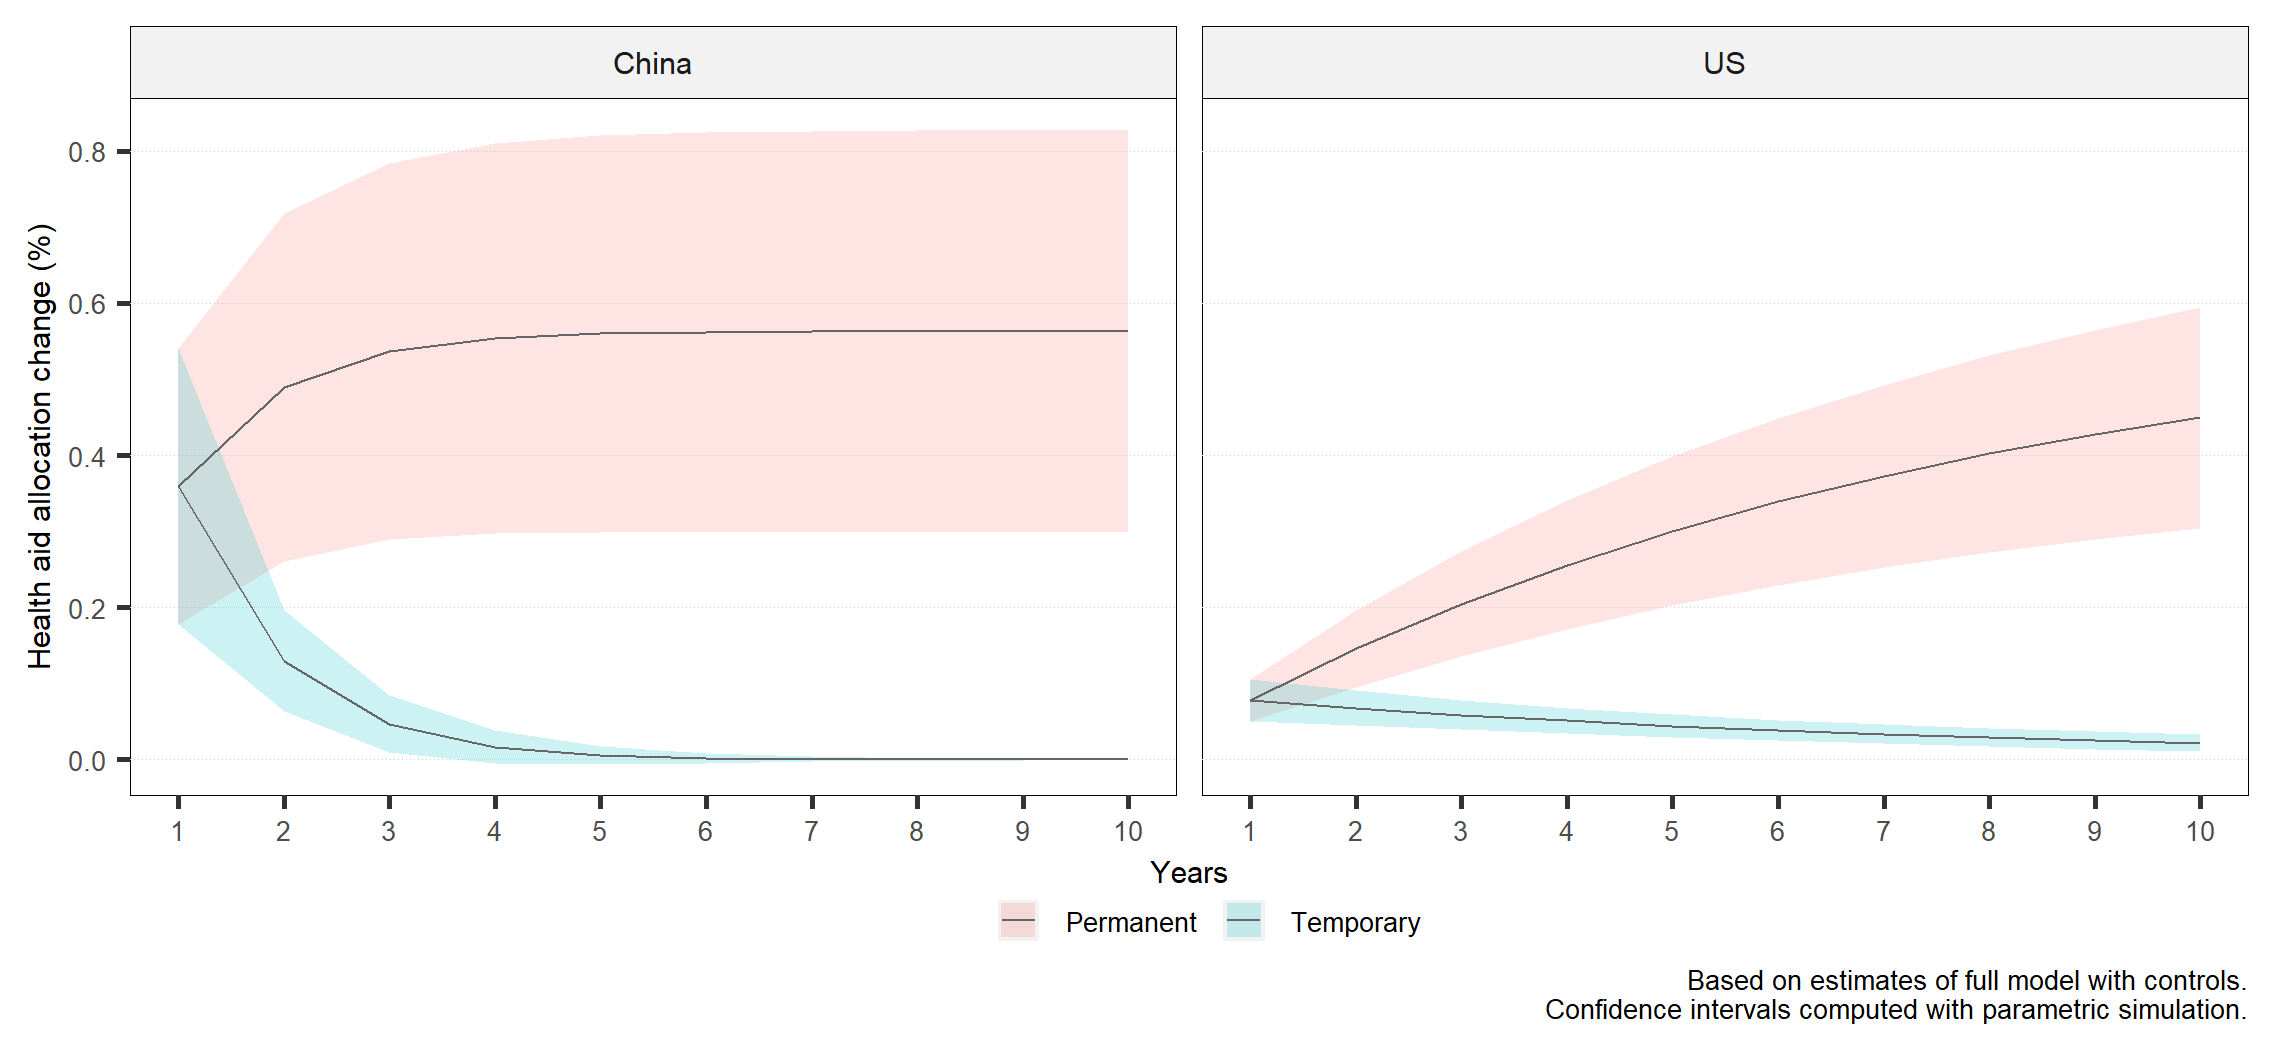 China
US
Health aid allocation change (%)
0.8
0.6
0.4
0.2
0.0
1 2 3 4 5 6 7 8 9 10
1 2 3 4 5 6 7 8 9 10
Years
Permanent
Temporary
Based on estimates of full model with controls.
Confidence intervals computed with parametric simulation.